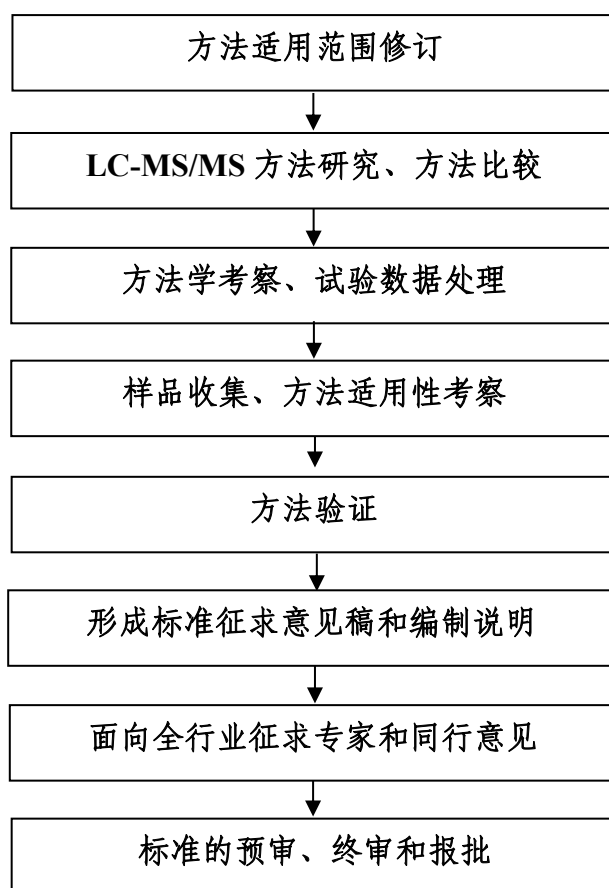 方法适用范围修订
LC-MS/MS 方法研究、方法比较
方法学考察、试验数据处理
样品收集、方法适用性考察
方法验证
形成标准征求意见稿和编制说明
面向全行业征求专家和同行意见
标准的预审、终审和报批